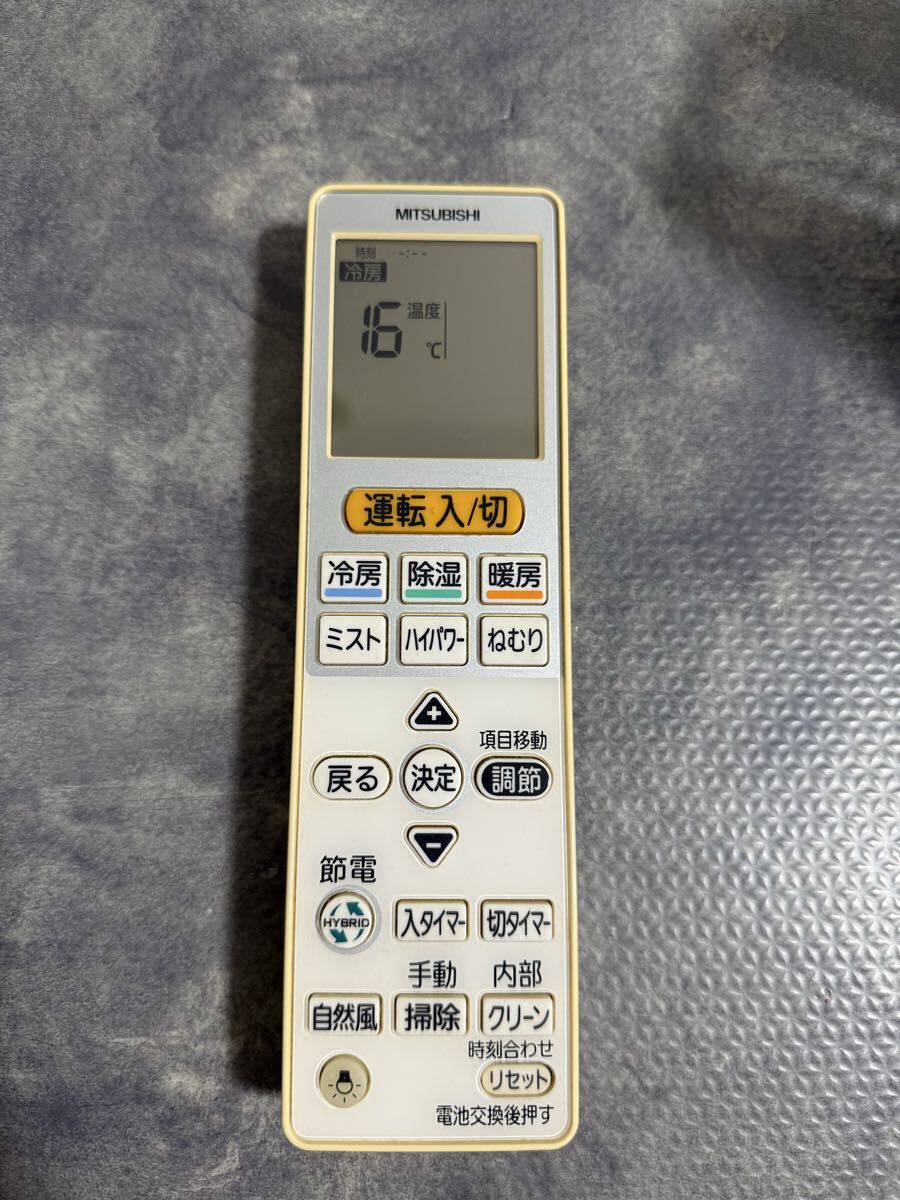 MITSUBISHI
時刻 -:--
冷房
16 温度
℃
運転 入/切
冷房 除湿 暖房
ミスト ハイパワー ねむり
+
項目移動
戻る 決定 調節
-
節電
HYBRID 入タイマー 切タイマー
手動 内部
自然風 掃除 クリーン
時刻合わせ
リセット
電池交換後押す